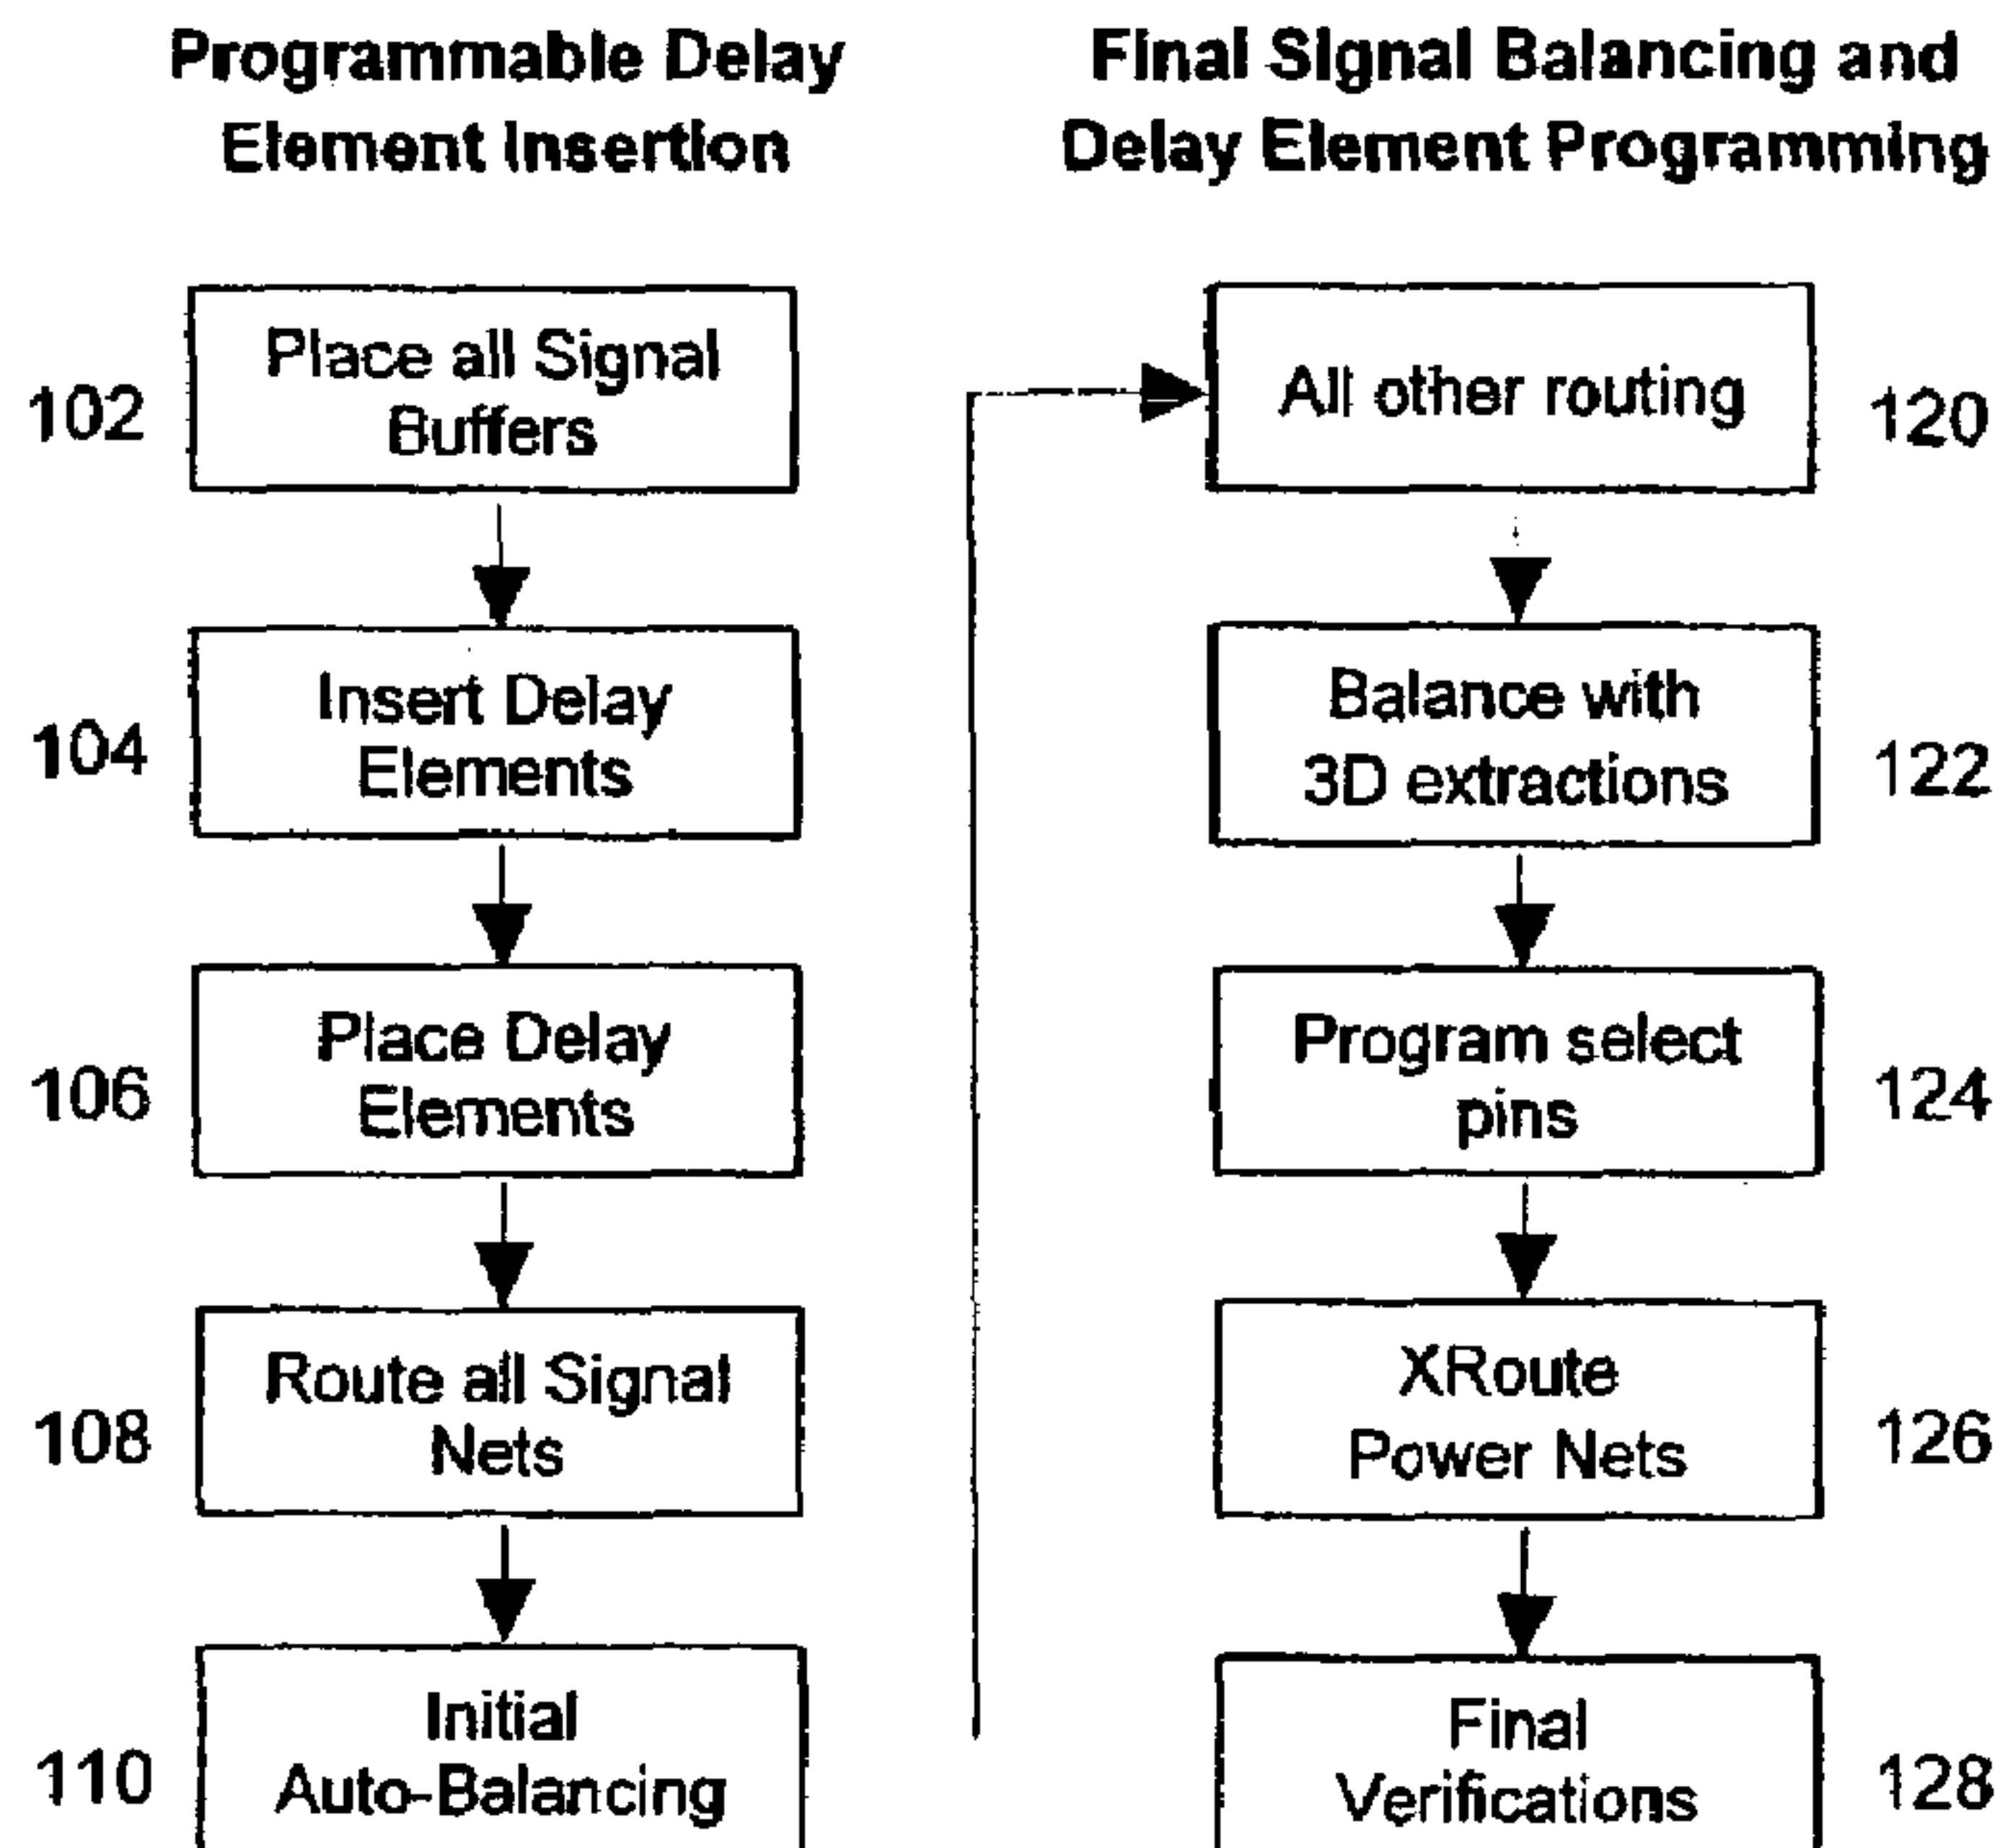 Programmable Delay
Element Insertion
102
Place all Signal
Buffers
104
Insert Delay
Elements
106
Place Delay
Elements
108
Route all Signal
Nets
110
Initial
Auto-Balancing
Final Signal Balancing and
Delay Element Programming
All other routing
120
Balance with
3D extractions
122
Program select
pins
124
XRoute
Power Nets
126
Final
Verifications
128